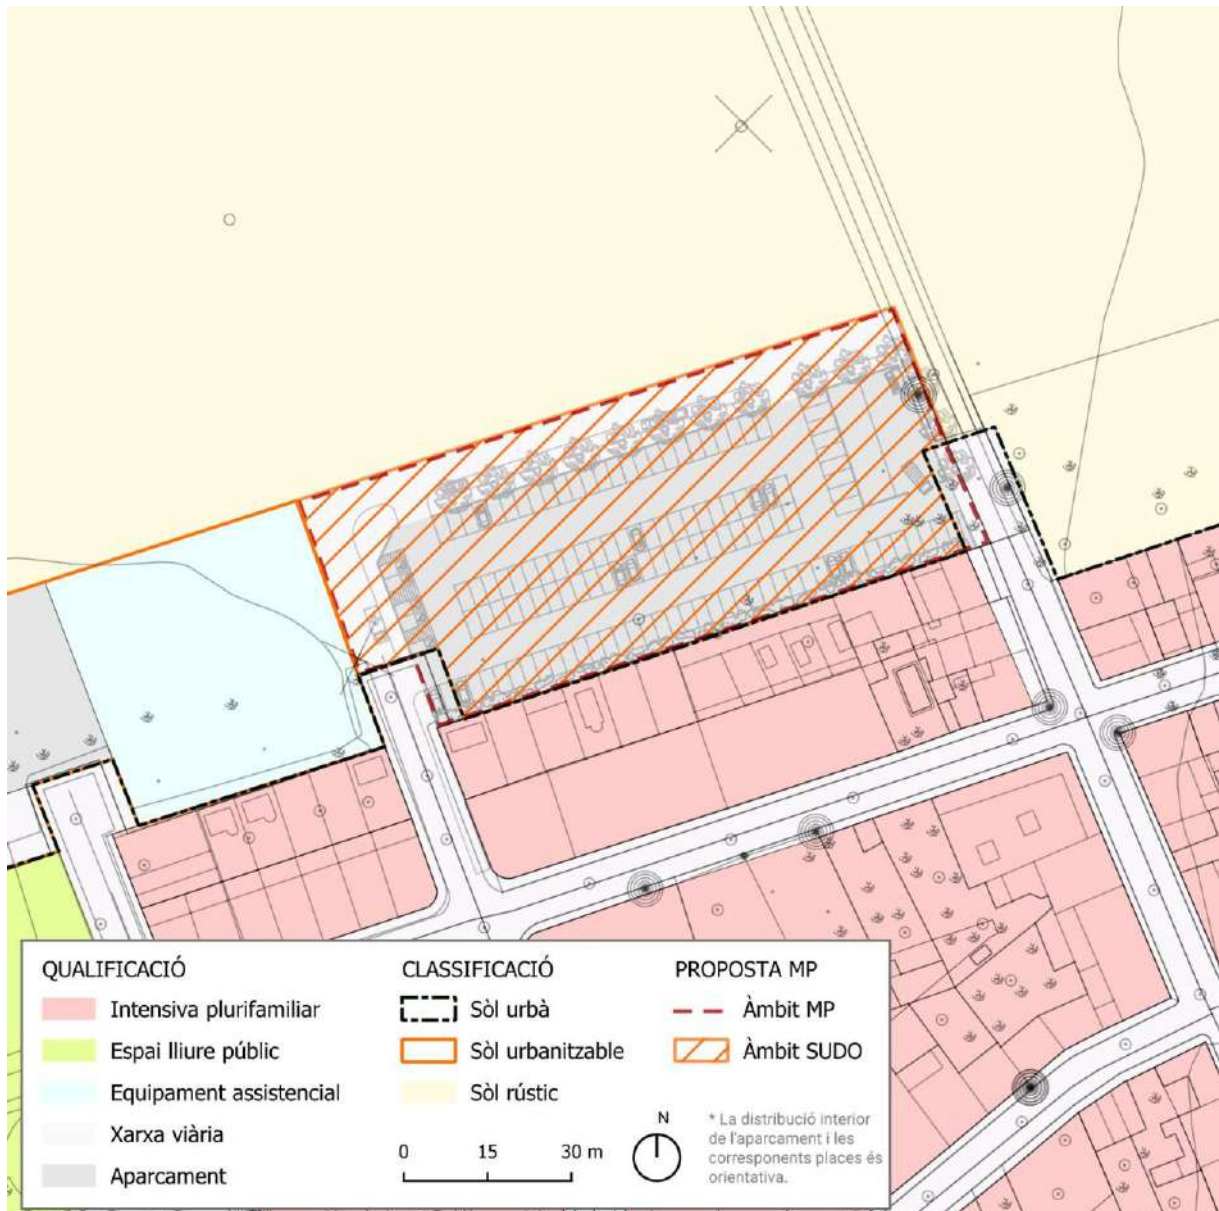 QUALIFICACIÓ
Intensiva plurifamiliar
Espai lliure públic
Equipament assistencial
Xarxa viària
Aparcament
CLASSIFICACIÓ
Sòl urbà
Sòl urbanitzable
Sòl rústic
0 15 30 m
PROPOSTA MP
Àmbit MP
Àmbit SUDO
N
* La distribució interior
de l'aparcament i les
corresponents places és
orientativa.